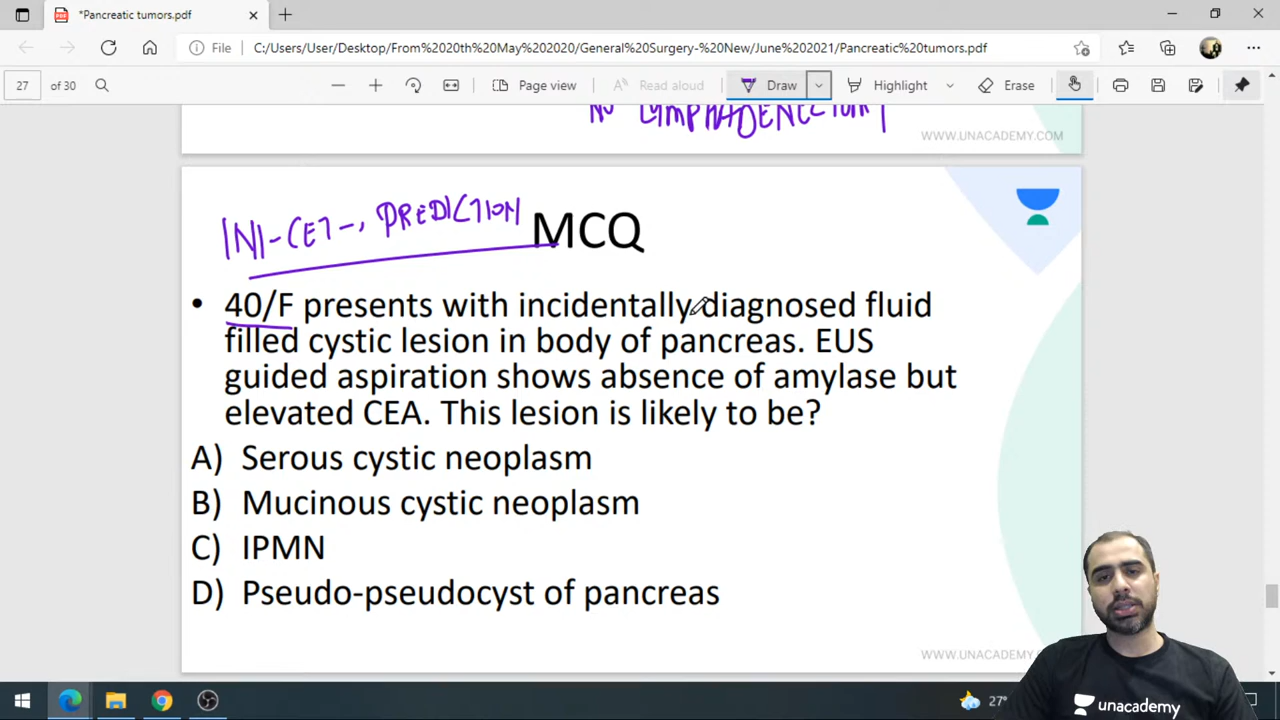 *Pancreatic tumors.pdf
File C:/Users/User/Desktop/From%2020th%20May%202020/General%20Surgery-%20New/June%202021/Pancreatic%20tumors.pdf
27 of 30 Page view Read aloud Draw Highlight Erase
NO LYMPHADENECTOMY
WWW.UNACADEMY.COM
INI-CET-, PREDICTION
MCQ
• 40/F presents with incidentally diagnosed fluid
filled cystic lesion in body of pancreas. EUS
guided aspiration shows absence of amylase but
elevated CEA. This lesion is likely to be?
A) Serous cystic neoplasm
B) Mucinous cystic neoplasm
C) IPMN
D) Pseudo-pseudocyst of pancreas
WWW.UNACADEMY.COM
unacademy
27°